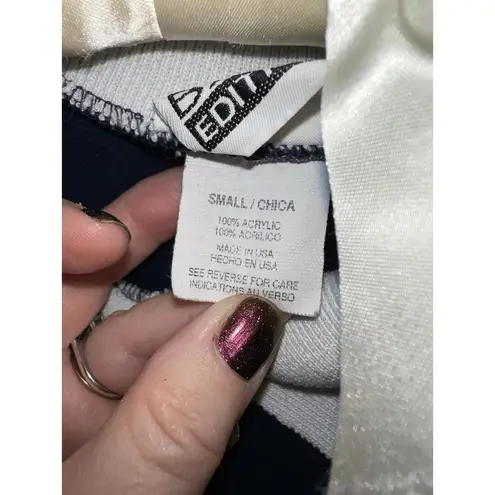 EDIT
SMALL / CHICA
100% ACRYLIC
100% ACRILICO
MADE IN USA
HECHO EN USA
SEE REVERSE FOR CARE
INDICATIONS AU VERSO